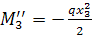 M₃″ = −qx₃²/2